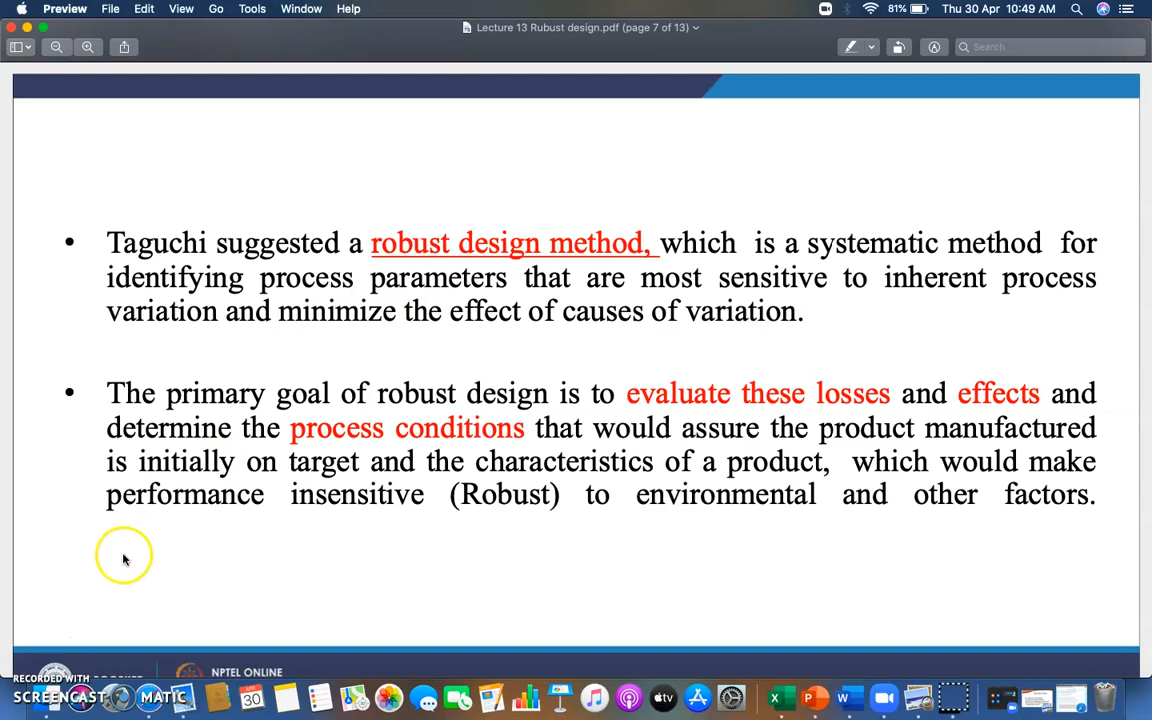 Preview File Edit View Go Tools Window Help 81% Thu 30 Apr 10:49 AM
Lecture 13 Rubust design.pdf (page 7 of 13)
Search
• Taguchi suggested a robust design method, which is a systematic method for
identifying process parameters that are most sensitive to inherent process
variation and minimize the effect of causes of variation.
• The primary goal of robust design is to evaluate these losses and effects and
determine the process conditions that would assure the product manufactured
is initially on target and the characteristics of a product, which would make
performance insensitive (Robust) to environmental and other factors.
NPTEL ONLINE
RECORDED WITH
SCREENCAST MATIC
30
tv